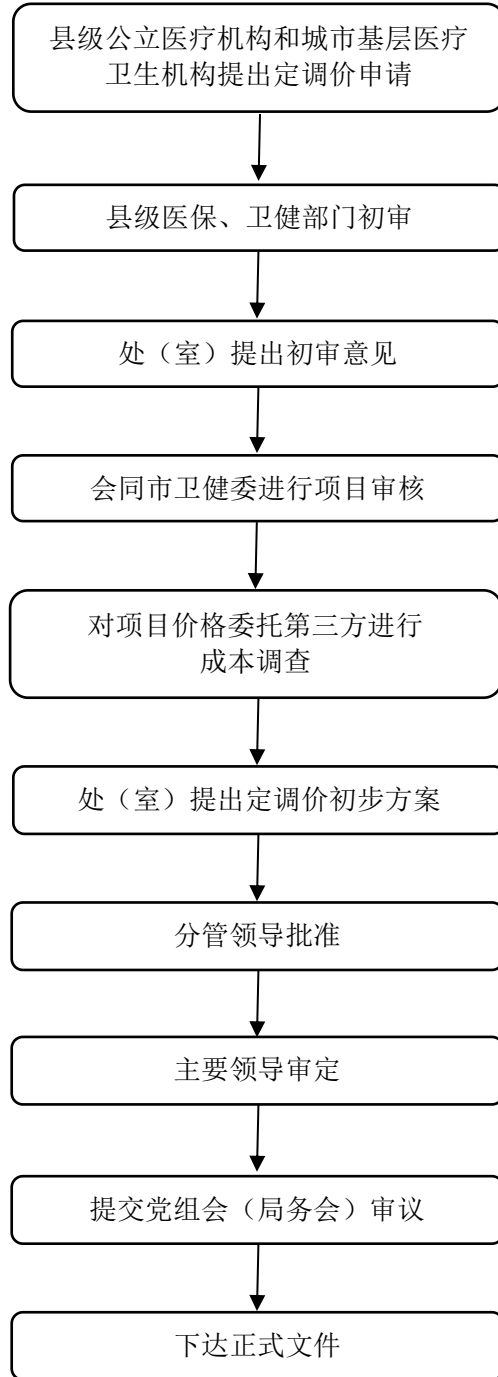 县级公立医疗机构和城市基层医疗
卫生机构提出定调价申请
县级医保、卫健部门初审
处（室）提出初审意见
会同市卫健委进行项目审核
对项目价格委托第三方进行
成本调查
处（室）提出定调价初步方案
分管领导批准
主要领导审定
提交党组会（局务会）审议
下达正式文件